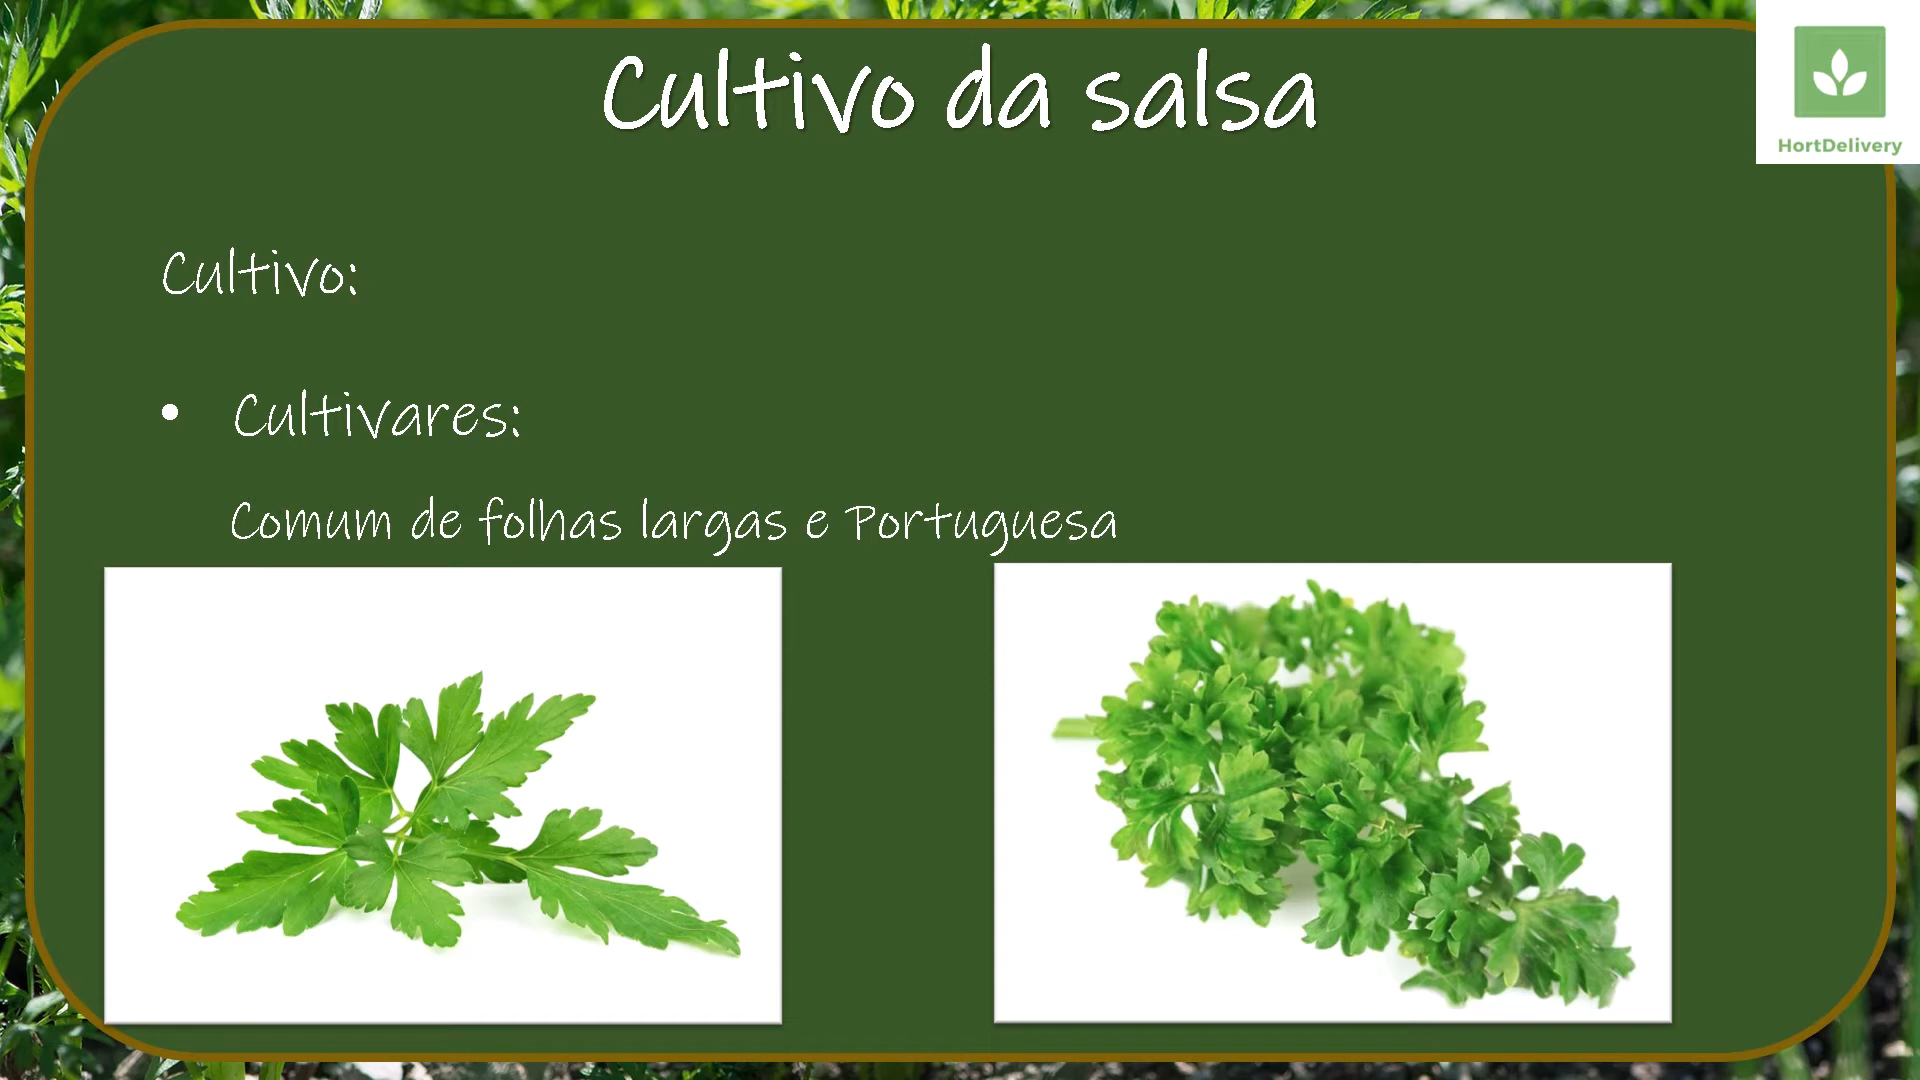 Cultivo da salsa
HortDelivery
Cultivo:
• Cultivares:
Comum de folhas largas e Portuguesa